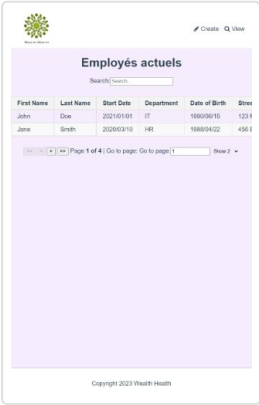 WEALTH HEALTH
Create View
Employés actuels
Search: Search...
First Name Last Name Start Date Department Date of Birth Stree
John Doe 2021/01/01 IT 1980/06/15 123 M
Jane Smith 2020/03/10 HR 1988/04/22 456 E
<< < > >> Page 1 of 4 | Go to page: Go to page: 1 Show 2
Copyright 2023 Wealth Health